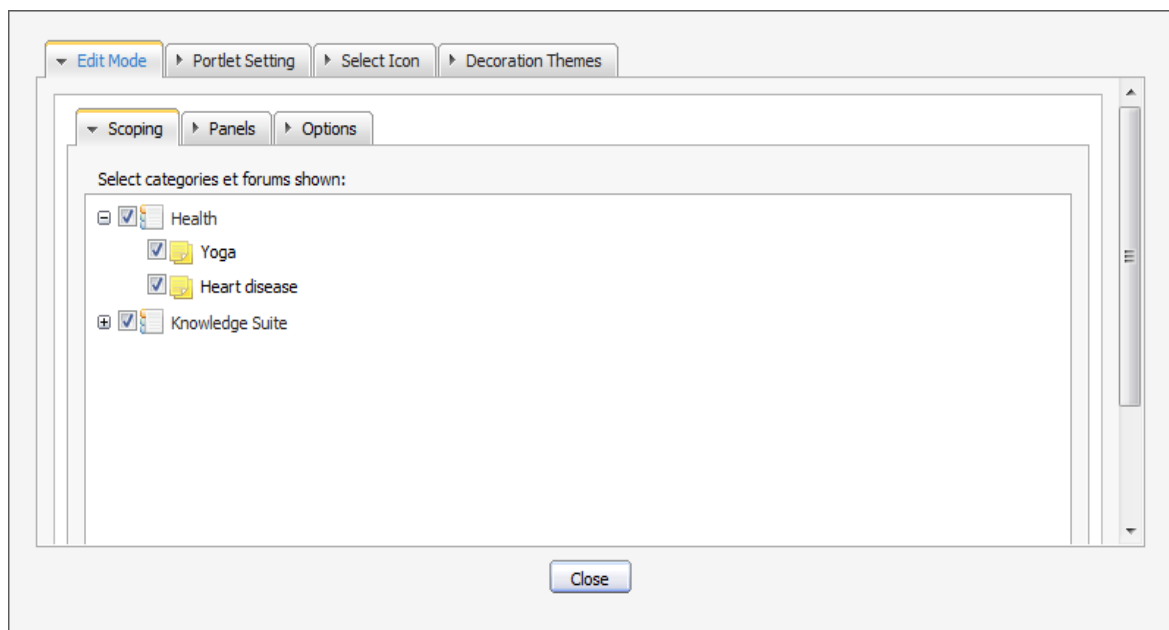 Edit Mode Portlet Setting Select Icon Decoration Themes
Scoping Panels Options
Select categories et forums shown:
Health
Yoga
Heart disease
Knowledge Suite
Close